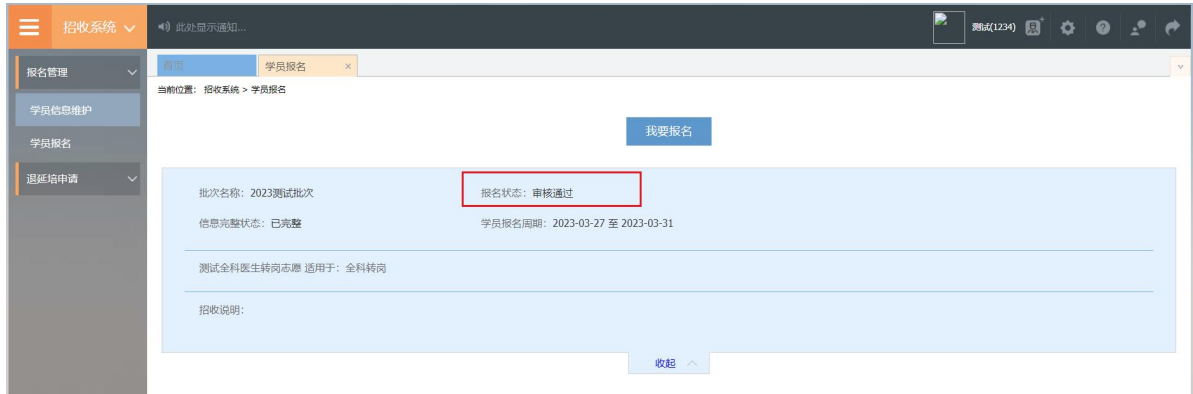 招收系统
此处显示通知...
测试(1234)
报名管理
学员信息维护
学员报名
退延培申请
首页
学员报名 ×
当前位置: 招收系统 > 学员报名
我要报名
批次名称: 2023测试批次
报名状态: 审核通过
信息完整状态: 已完整
学员报名周期: 2023-03-27 至 2023-03-31
测试全科医生转岗志愿 适用于: 全科转岗
招收说明:
收起